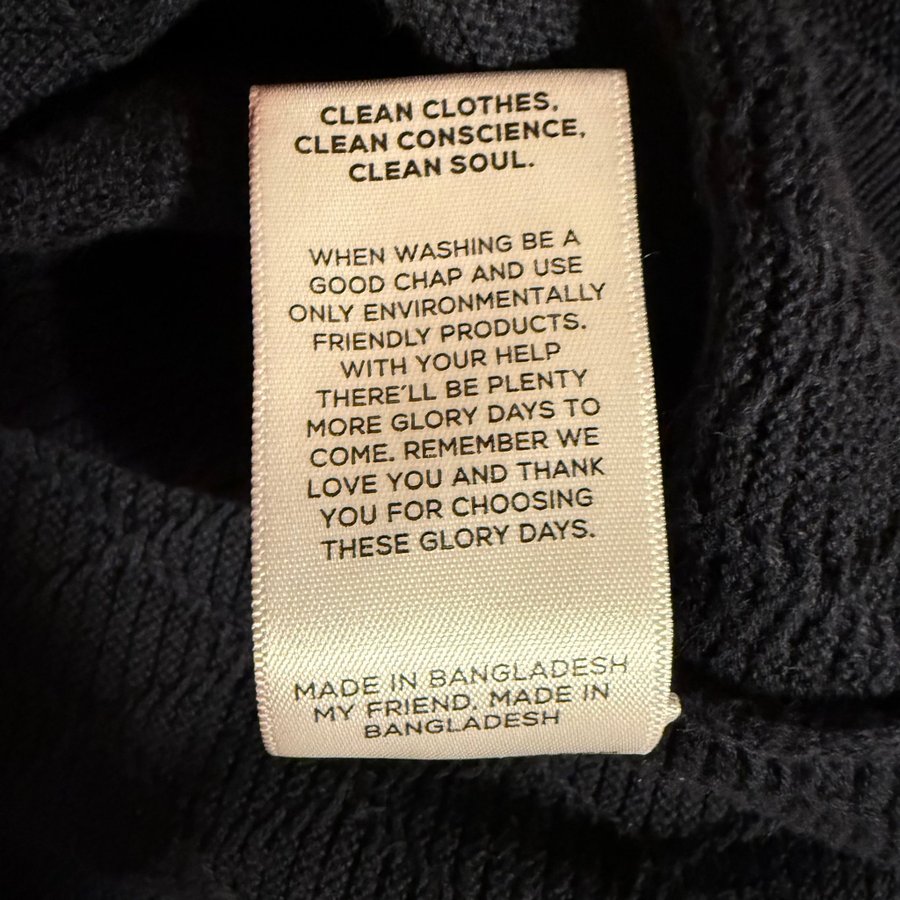 CLEAN CLOTHES,
CLEAN CONSCIENCE,
CLEAN SOUL.
WHEN WASHING BE A
GOOD CHAP AND USE
ONLY ENVIRONMENTALLY
FRIENDLY PRODUCTS.
WITH YOUR HELP
THERE'LL BE PLENTY
MORE GLORY DAYS TO
COME. REMEMBER WE
LOVE YOU AND THANK
YOU FOR CHOOSING
THESE GLORY DAYS.
MADE IN BANGLADESH
MY FRIEND. MADE IN
BANGLADESH